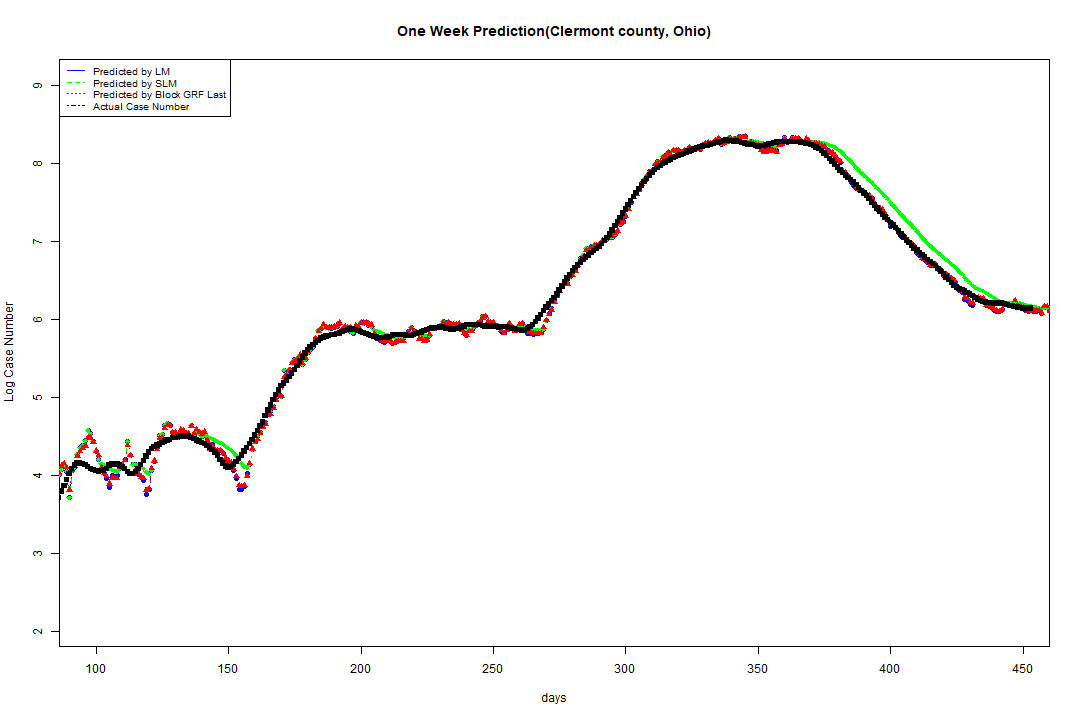 One Week Prediction(Clermont county, Ohio)
Predicted by LM
Predicted by SLM
Predicted by Block GRF Last
Actual Case Number
9
8
7
6
5
4
3
2
Log Case Number
100 150 200 250 300 350 400 450
days